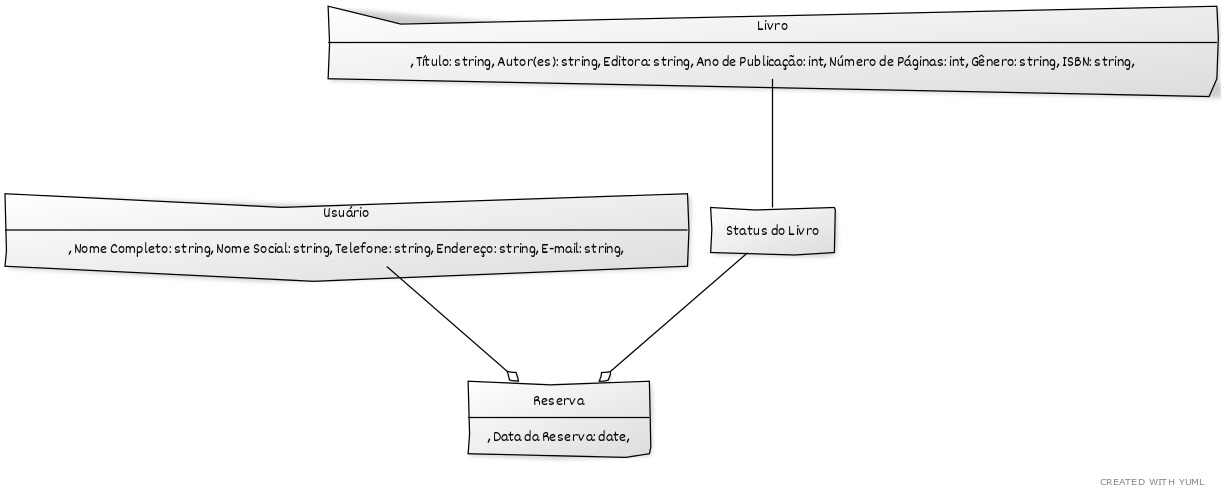 Livro
, Título: string, Autor(es): string, Editora: string, Ano de Publicação: int, Número de Páginas: int, Gênero: string, ISBN: string,
Usuário
, Nome Completo: string, Nome Social: string, Telefone: string, Endereço: string, E-mail: string,
Status do Livro
Reserva
, Data da Reserva: date,
CREATED WITH YUML